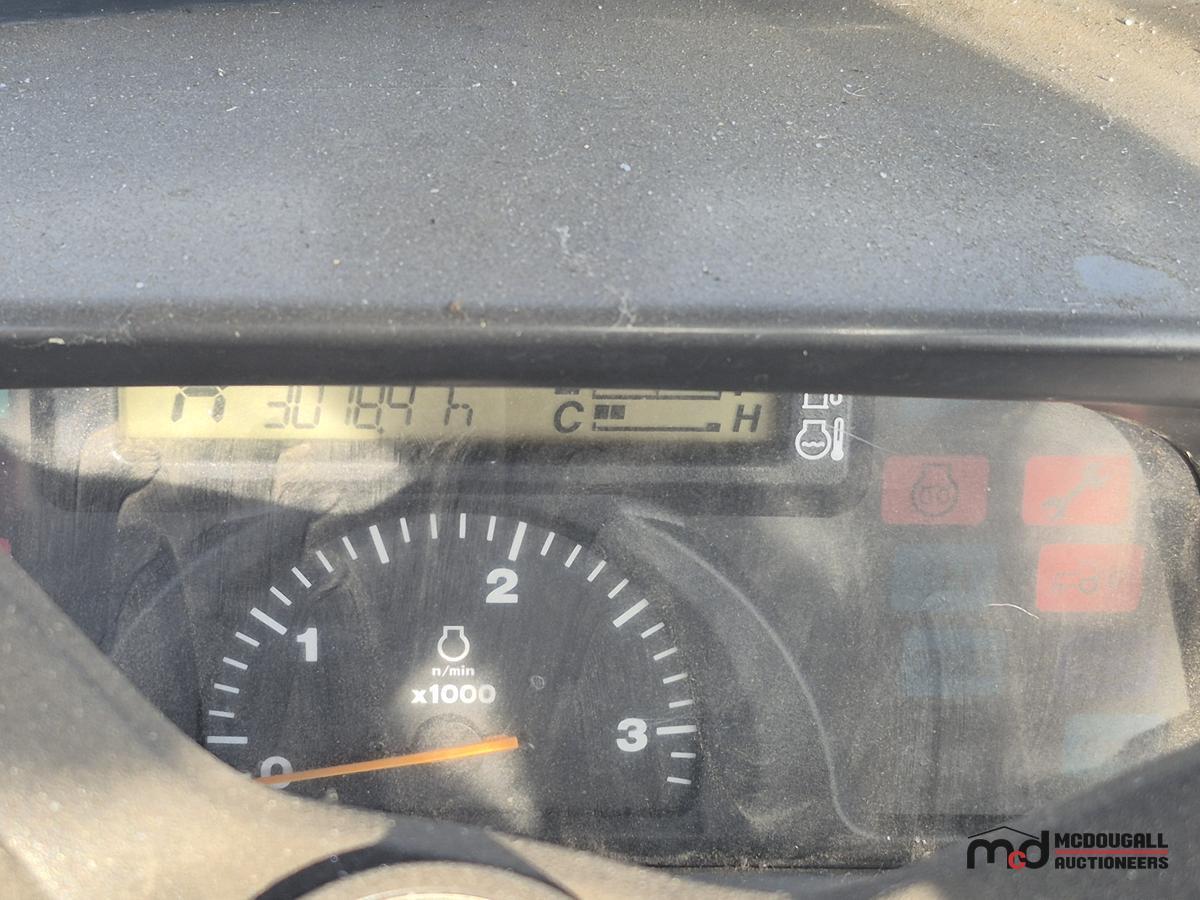 A 3018.4 h
C H
2
1
n/min
x1000
3
0
McDOUGALL
AUCTIONEERS